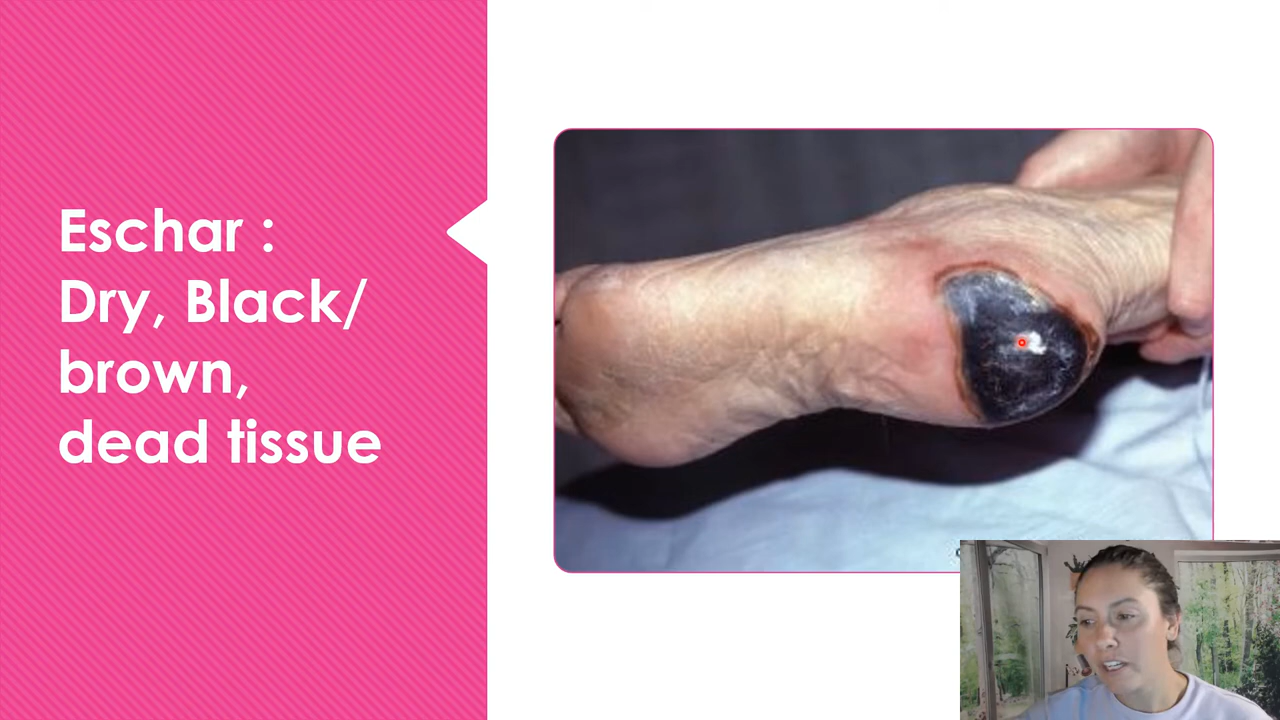 Eschar :
Dry, Black/
brown,
dead tissue